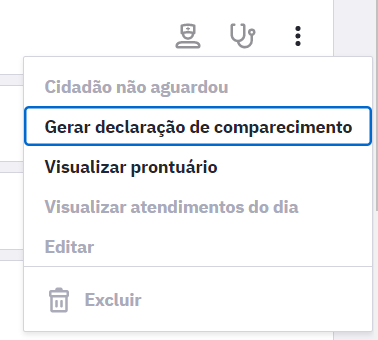 Cidadão não aguardou
Gerar declaração de comparecimento
Visualizar prontuário
Visualizar atendimentos do dia
Editar
Excluir